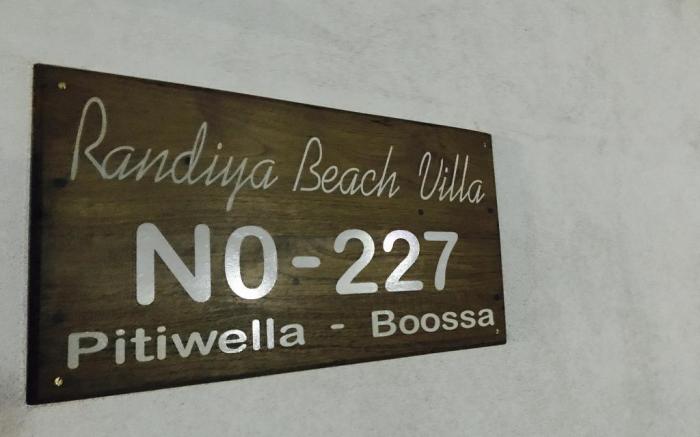 Randiya Beach Villa
NO-227
Pitiwella - Boossa